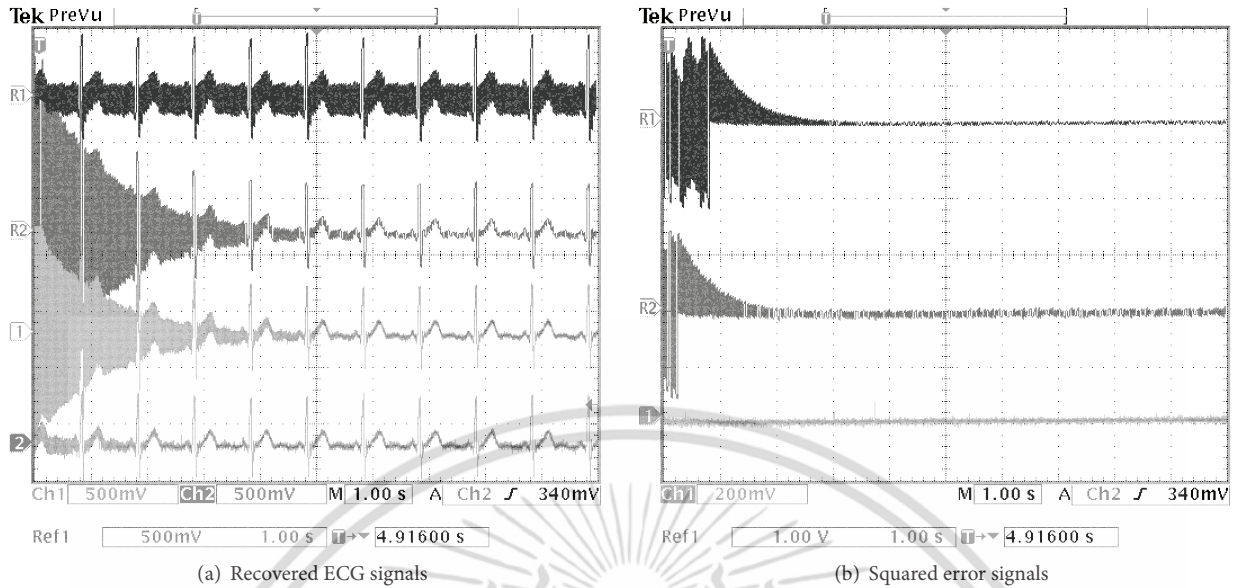 Tek PreVu
T
T
R1
R2
1
2
Ch1 500mV Ch2 500mV M 1.00 s A Ch2 ƒ 340mV
Ref1 500mV 1.00 s T→▾ 4.91600 s
(a) Recovered ECG signals
Tek PreVu
T
T
R1
R2
1
Ch1 200mV M 1.00 s A Ch2 ƒ 340mV
Ref1 1.00 V 1.00 s T→▾ 4.91600 s
(b) Squared error signals